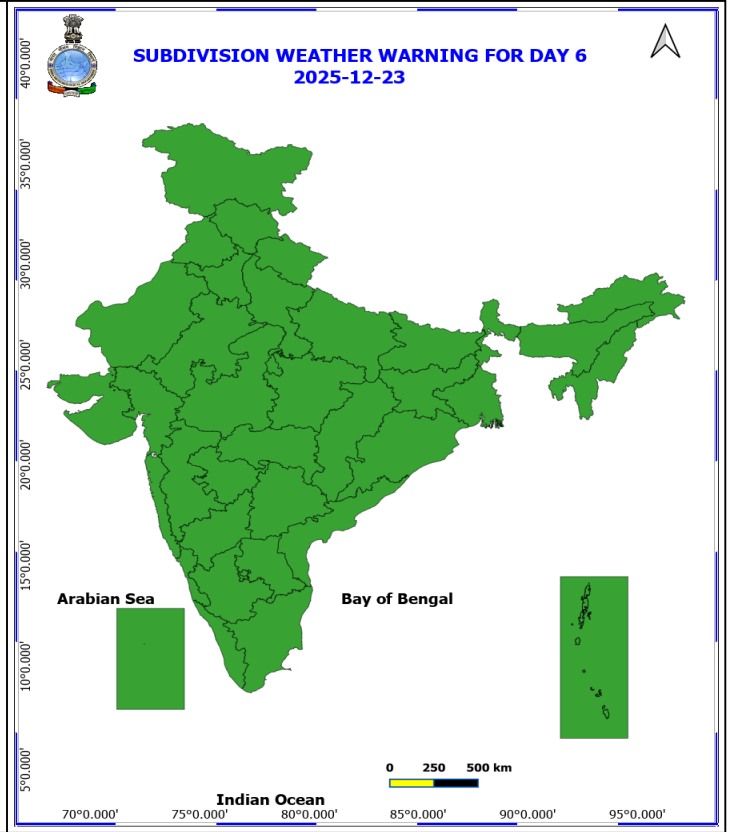 SUBDIVISION WEATHER WARNING FOR DAY 6
2025-12-23
40°0.000'
35°0.000'
30°0.000'
25°0.000'
20°0.000'
15°0.000'
10°0.000'
5°0.000'
Arabian Sea
Bay of Bengal
0 250 500 km
Indian Ocean
70°0.000' 75°0.000' 80°0.000' 85°0.000' 90°0.000' 95°0.000'